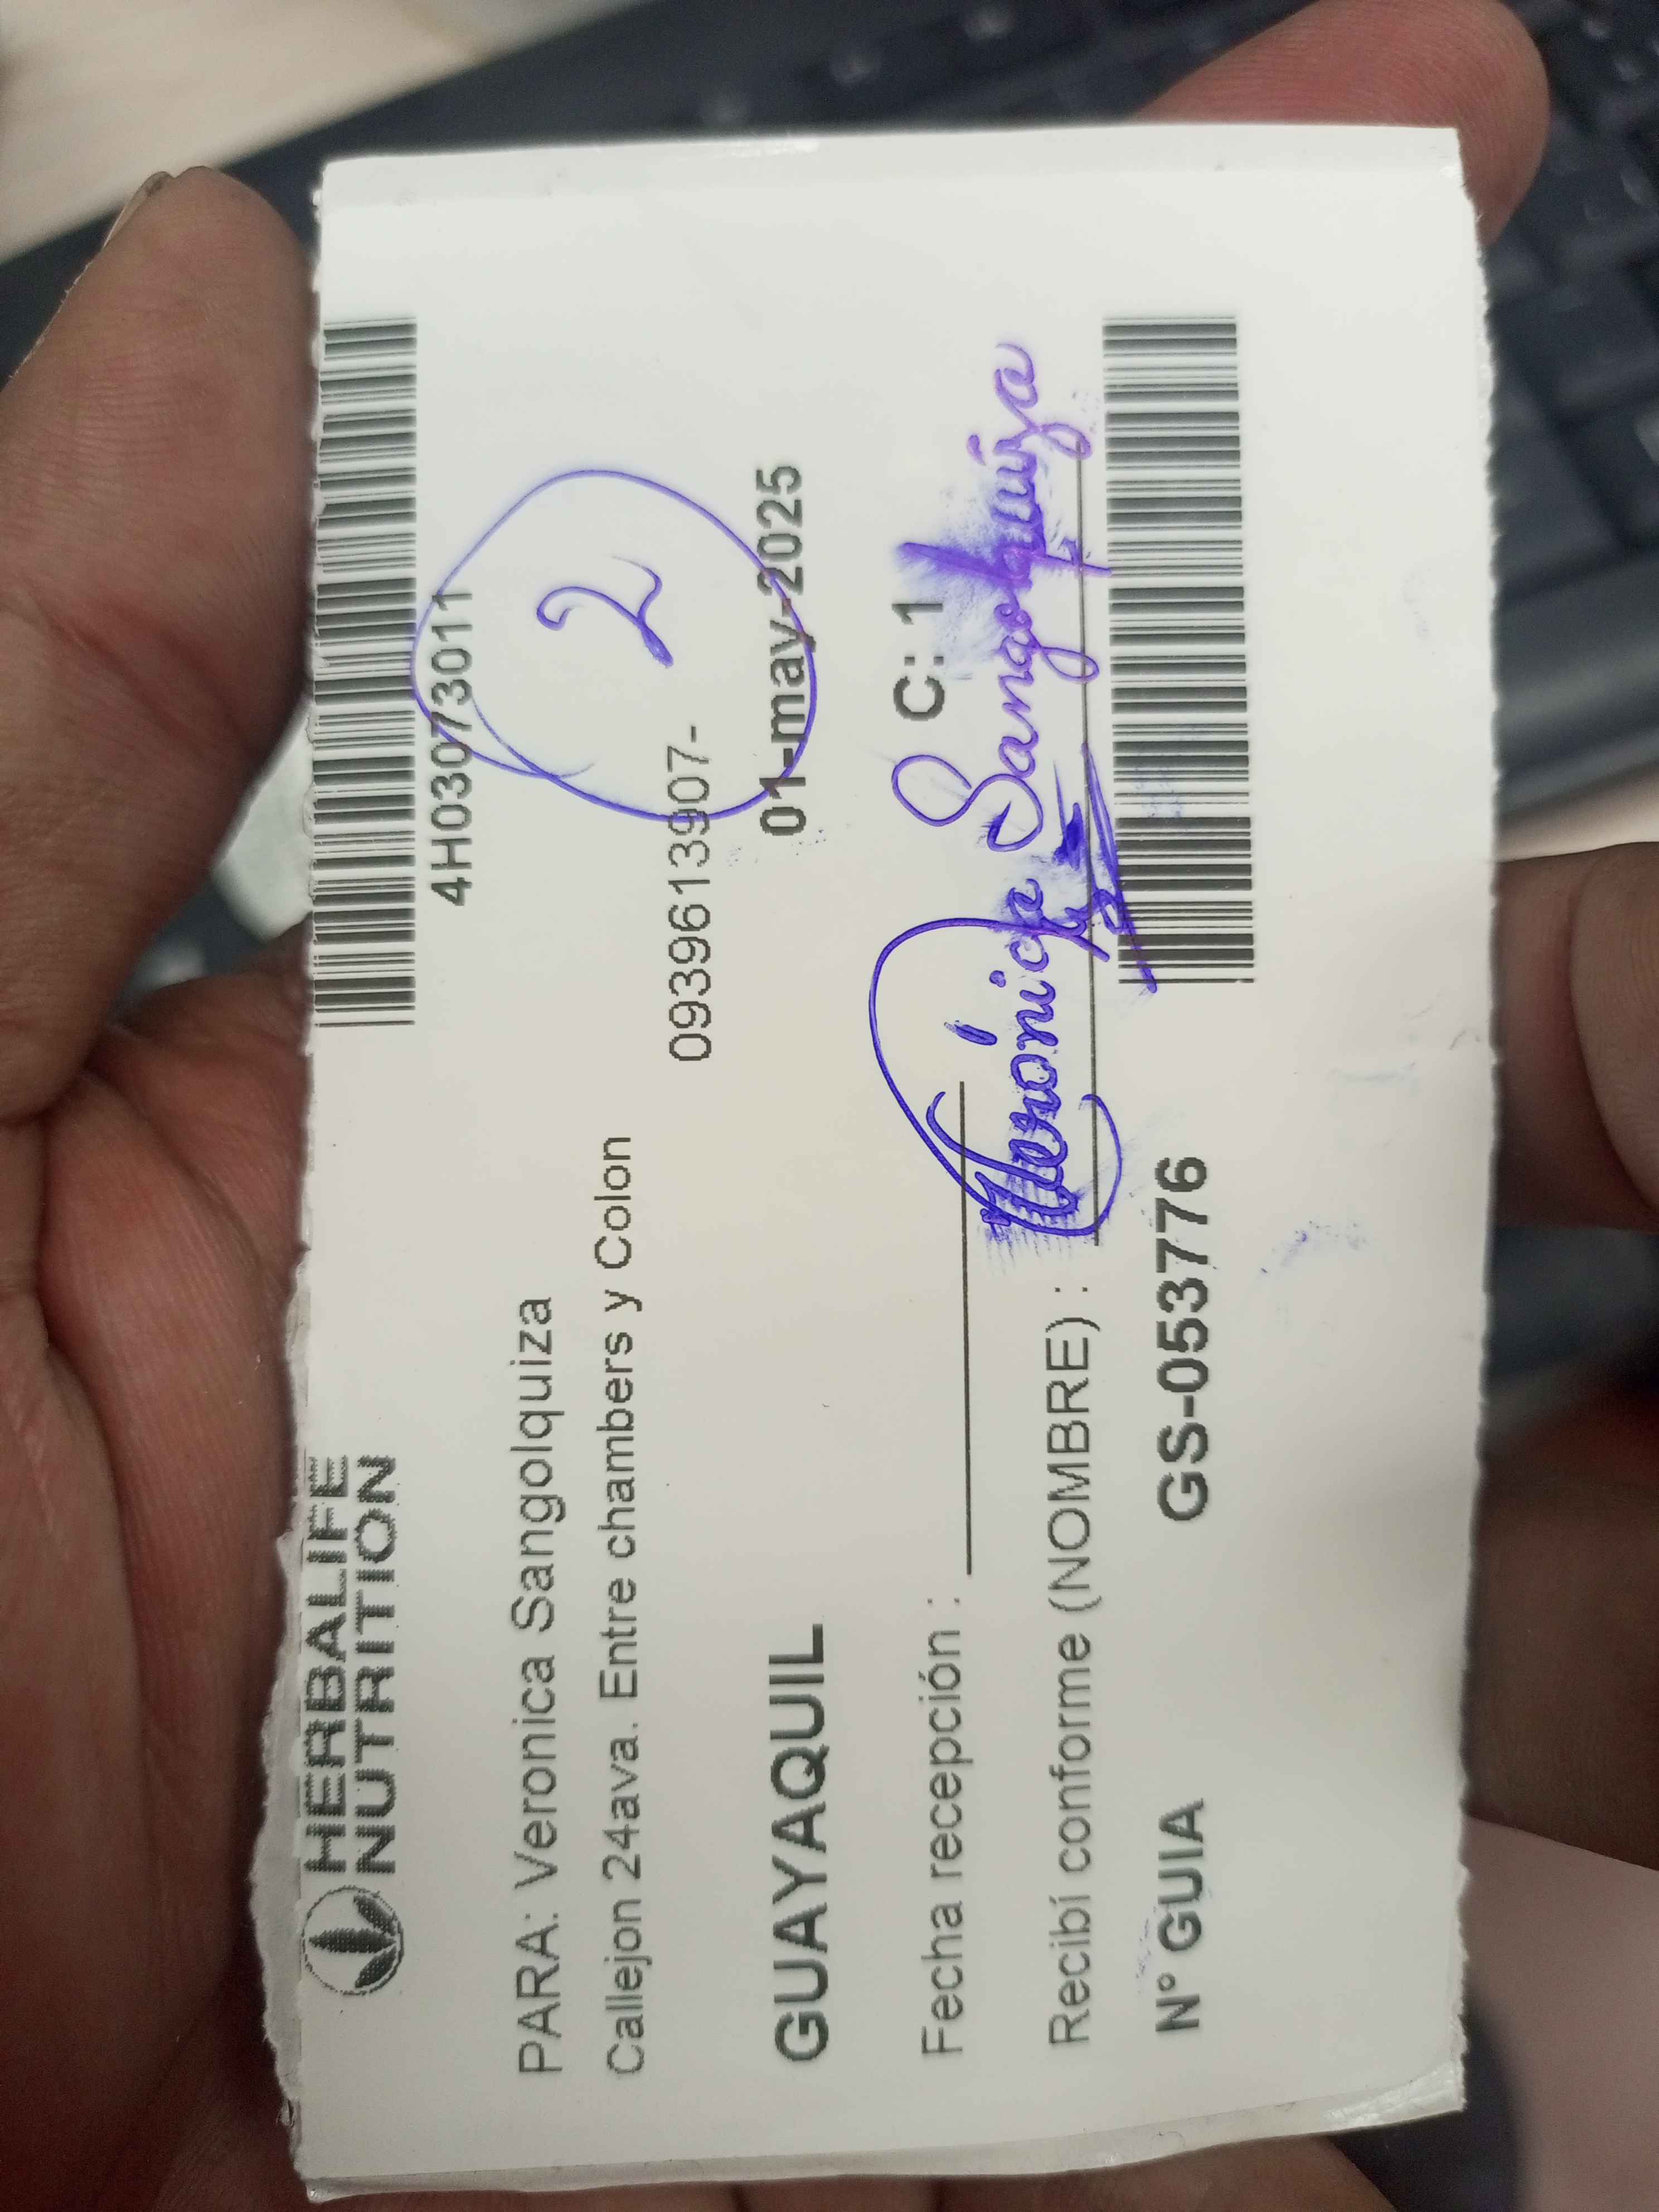 HERBALIFE
NUTRITION
4H03073011
PARA: Veronica Sangolquiza
2
Callejon 24ava. Entre chambers y Colon
0939613907-
GUAYAQUIL
01-may-2025
Fecha recepción :
C: 1
Recibí conforme (NOMBRE) : Verónica Sangolquiza
N° GUIA GS-053776